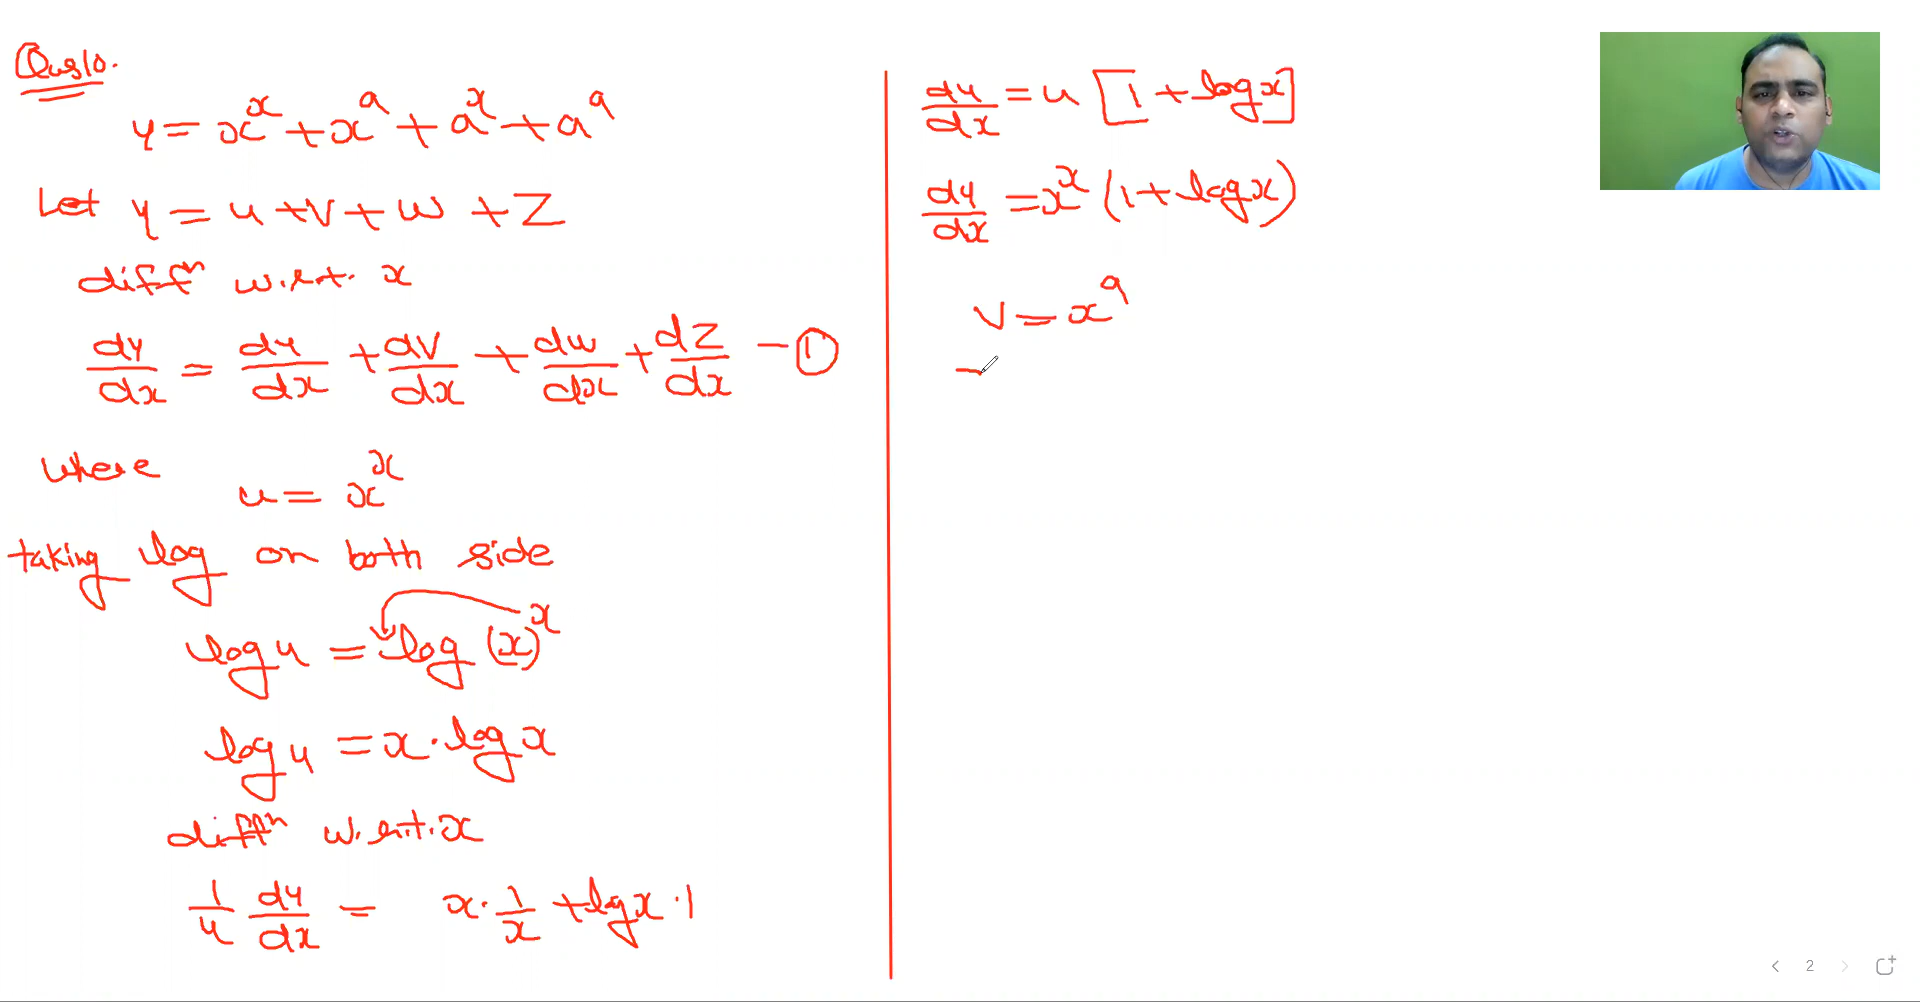 Ques10.
y = x^x + x^a + a^x + a^a
Let y = u + v + w + z
diffⁿ w.r.t. x
dy/dx = du/dx + dv/dx + dw/dx + dz/dx — ①
where
u = x^x
taking log on both side
log u = log (x)^x
log u = x · log x
diffⁿ w.r.t. x
1/u du/dx = x · 1/x + log x · 1
du/dx = u [1 + log x]
du/dx = x^x (1 + log x)
v = x^a
2